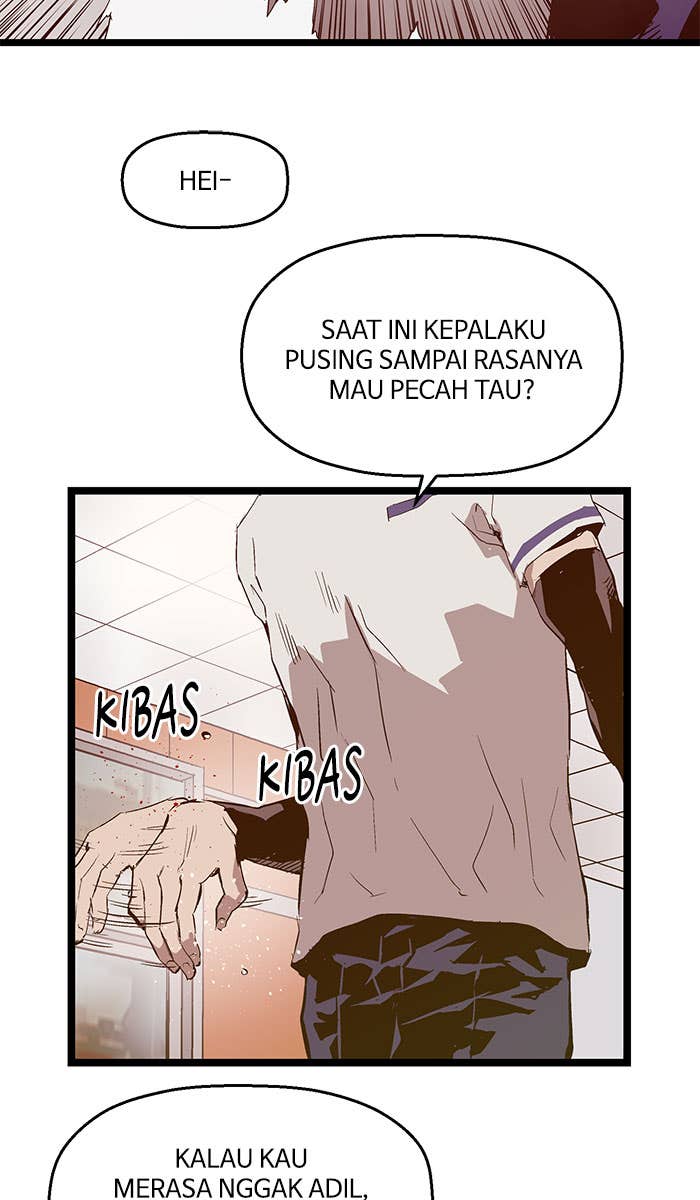 HEI-
SAAT INI KEPALAKU
PUSING SAMPAI RASANYA
MAU PECAH TAU?
KIBAS
KIBAS
KALAU KAU
MERASA NGGAK ADIL,